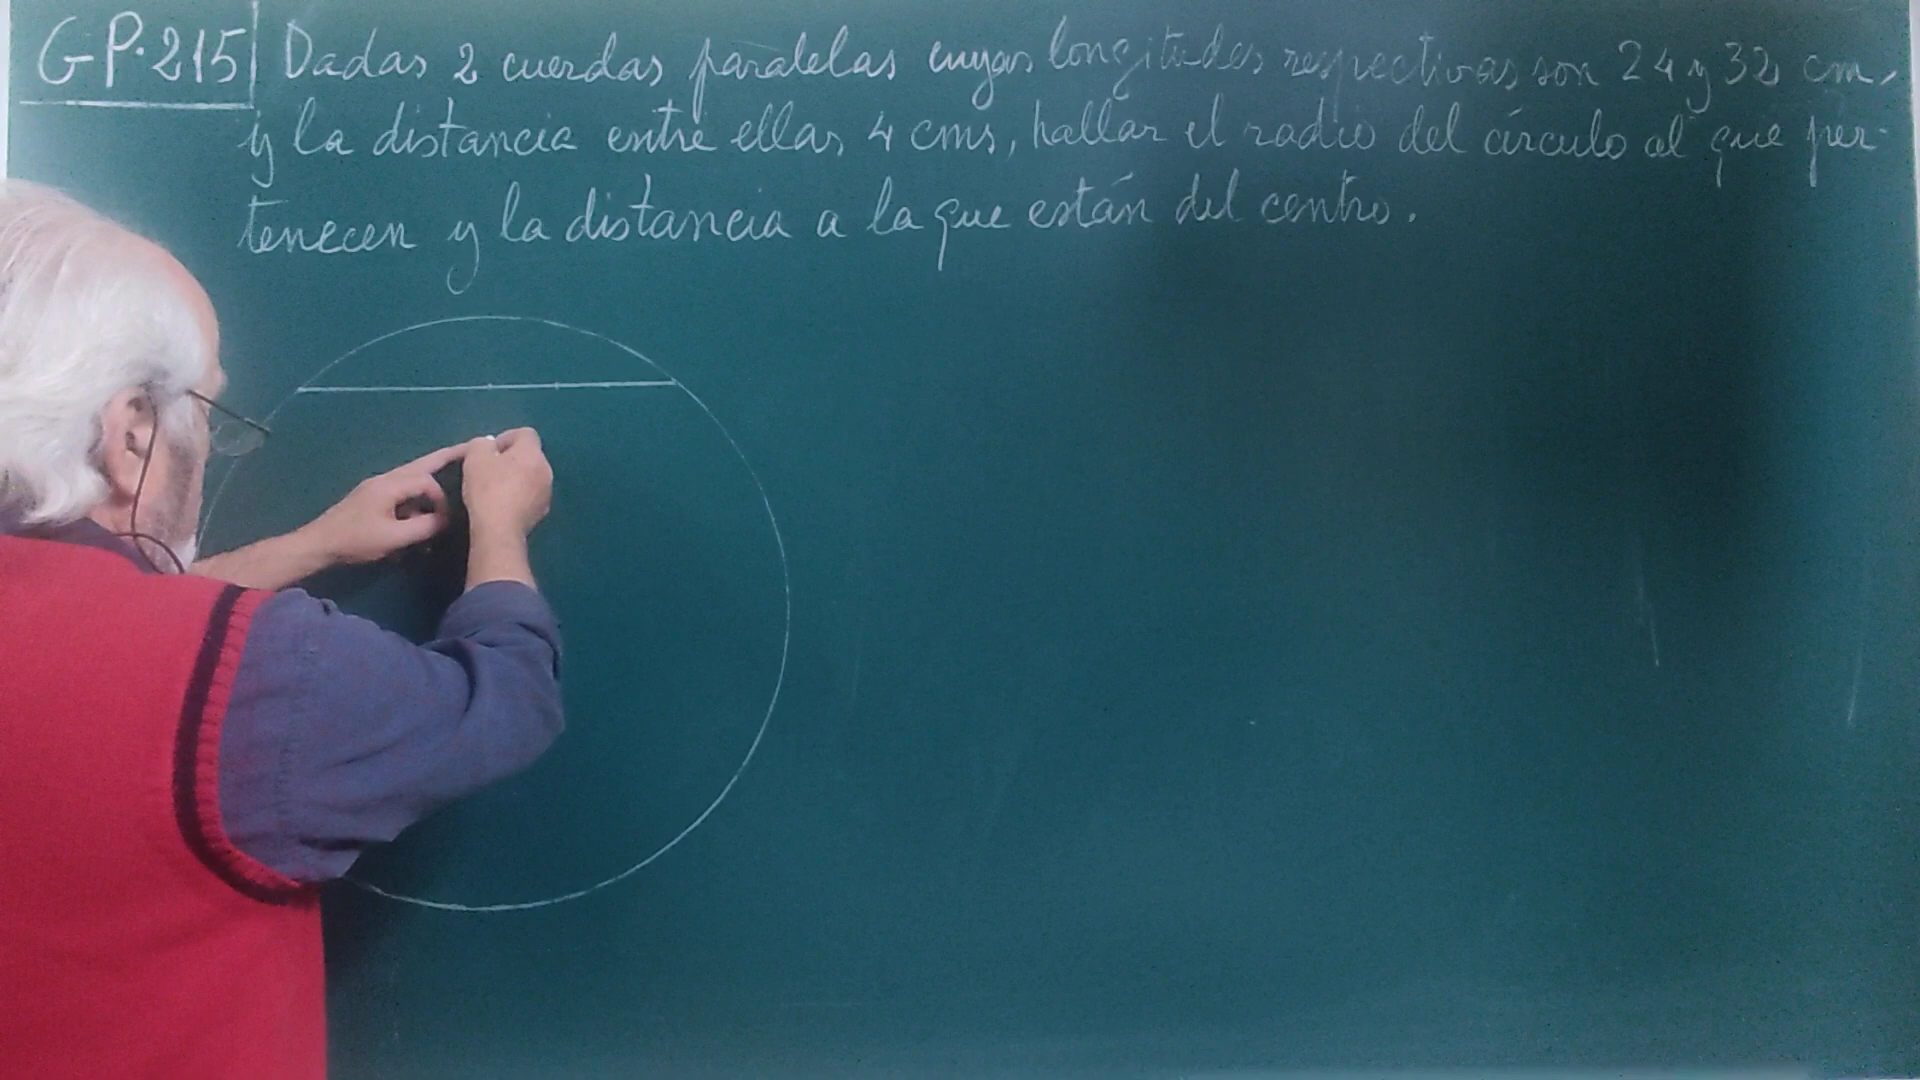 GP.215 Dadas 2 cuerdas paralelas cuyas longitudes respectivas son 24 y 32 cm,
y la distancia entre ellas 4 cms, hallar el radio del círculo al que per-
tenecen y la distancia a la que están del centro.